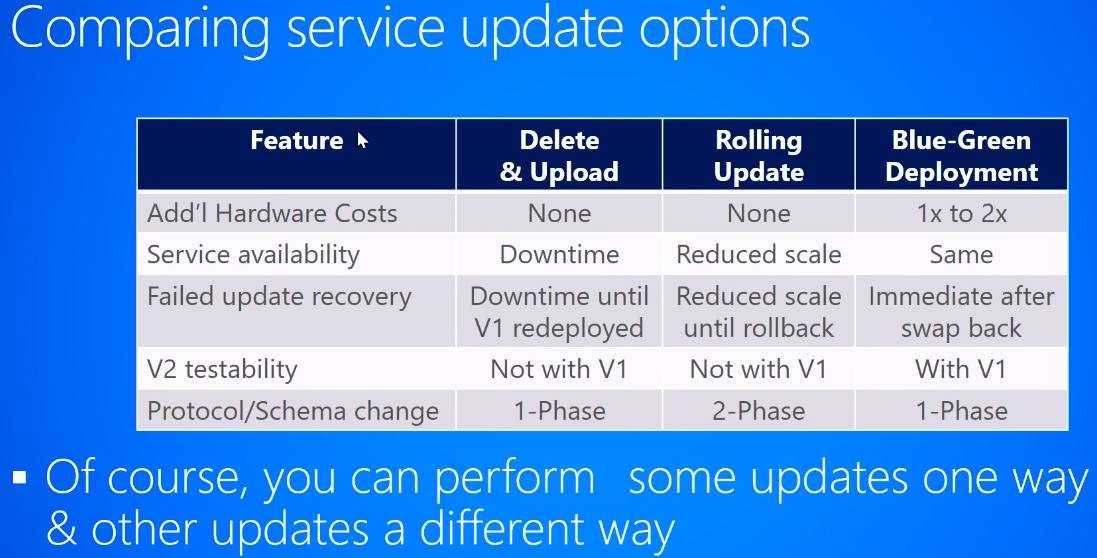 Comparing service update options
Feature Delete & Upload Rolling Update Blue-Green Deployment
Add'l Hardware Costs None None 1x to 2x
Service availability Downtime Reduced scale Same
Failed update recovery Downtime until V1 redeployed Reduced scale until rollback Immediate after swap back
V2 testability Not with V1 Not with V1 With V1
Protocol/Schema change 1-Phase 2-Phase 1-Phase
▪ Of course, you can perform some updates one way
& other updates a different way